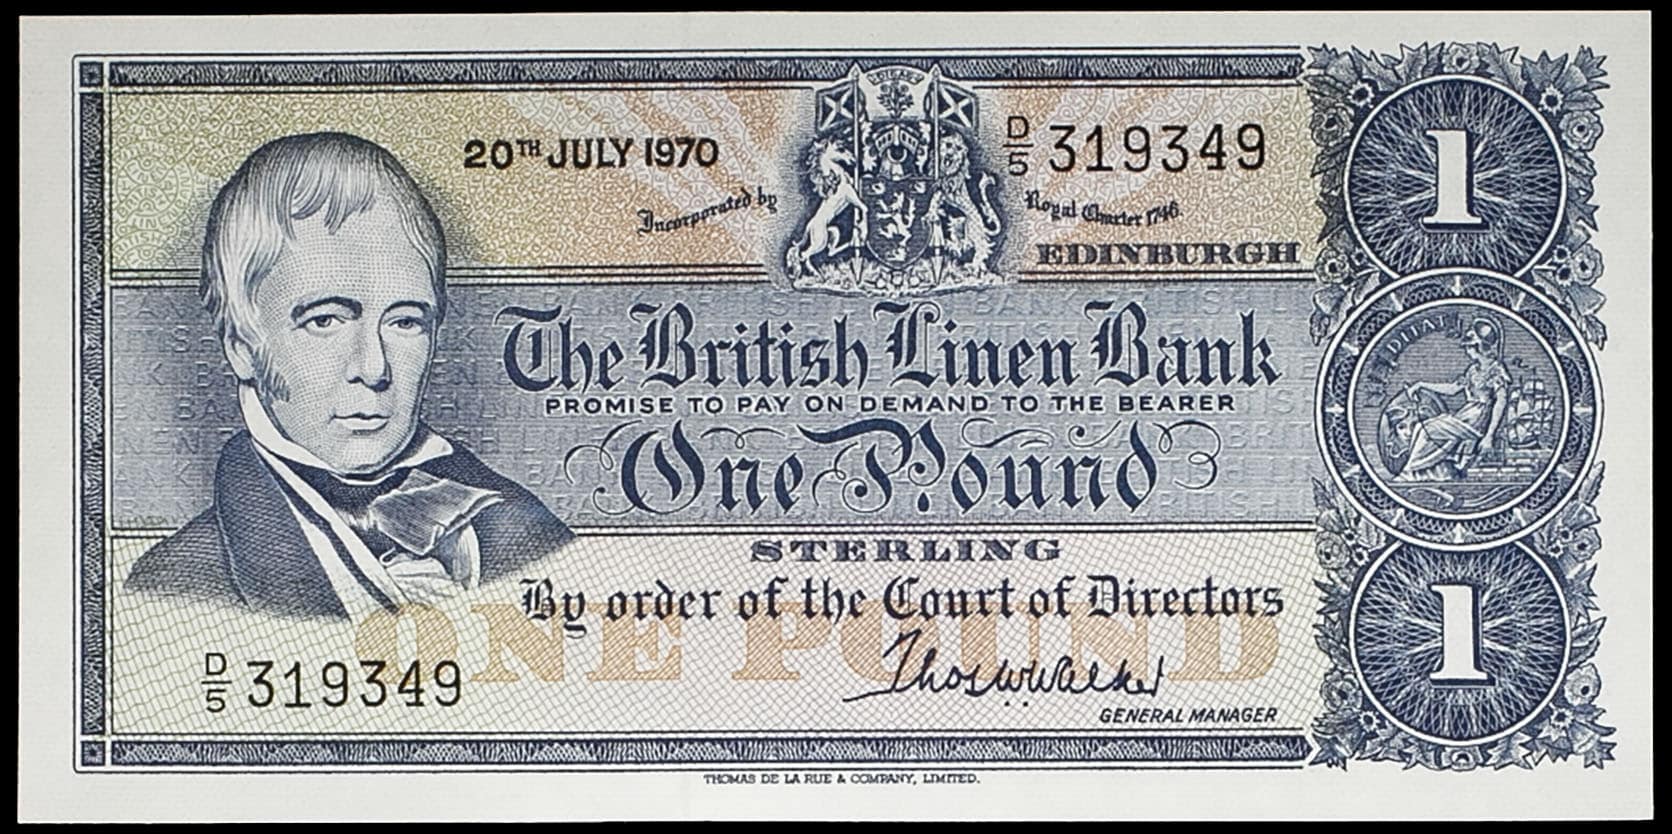 20TH JULY 1970
D/5 319349
Incorporated by
Royal Charter 1746.
EDINBURGH
The British Linen Bank
PROMISE TO PAY ON DEMAND TO THE BEARER
One Pound
STERLING
By order of the Court of Directors
ONE POUND
Thos W Walker
GENERAL MANAGER
D/5 319349
1
1
THOMAS DE LA RUE & COMPANY, LIMITED.